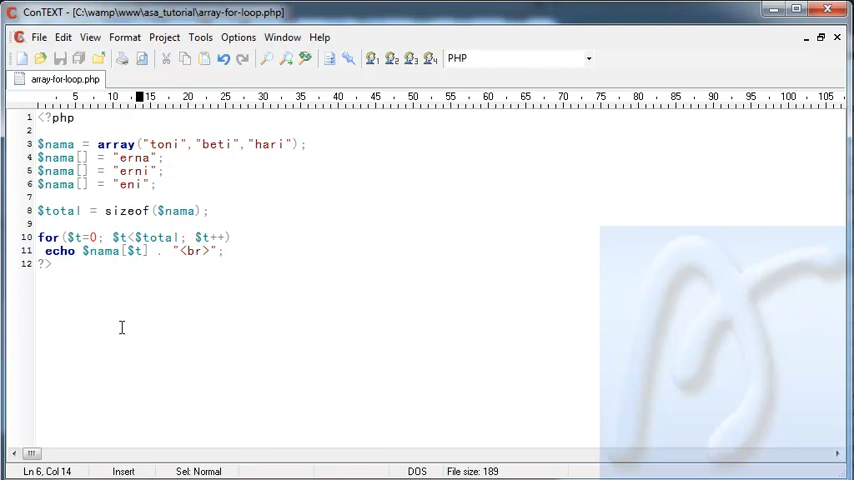 ConTEXT - [C:\wamp\www\asa_tutorial\array-for-loop.php]
File Edit View Format Project Tools Options Window Help
1 2 3 4 PHP
array-for-loop.php
5 10 15 20 25 30 35 40 45 50 55 60 65 70 75 80 85 90 95 100 105
1 <?php
2
3 $nama = array("toni","beti","hari");
4 $nama[] = "erna";
5 $nama[] = "erni";
6 $nama[] = "eni";
7
8 $total = sizeof($nama);
9
10 for($t=0; $t<$total; $t++)
11 echo $nama[$t] . "<br>";
12 ?>
Ln 6, Col 14 Insert Sel: Normal DOS File size: 189